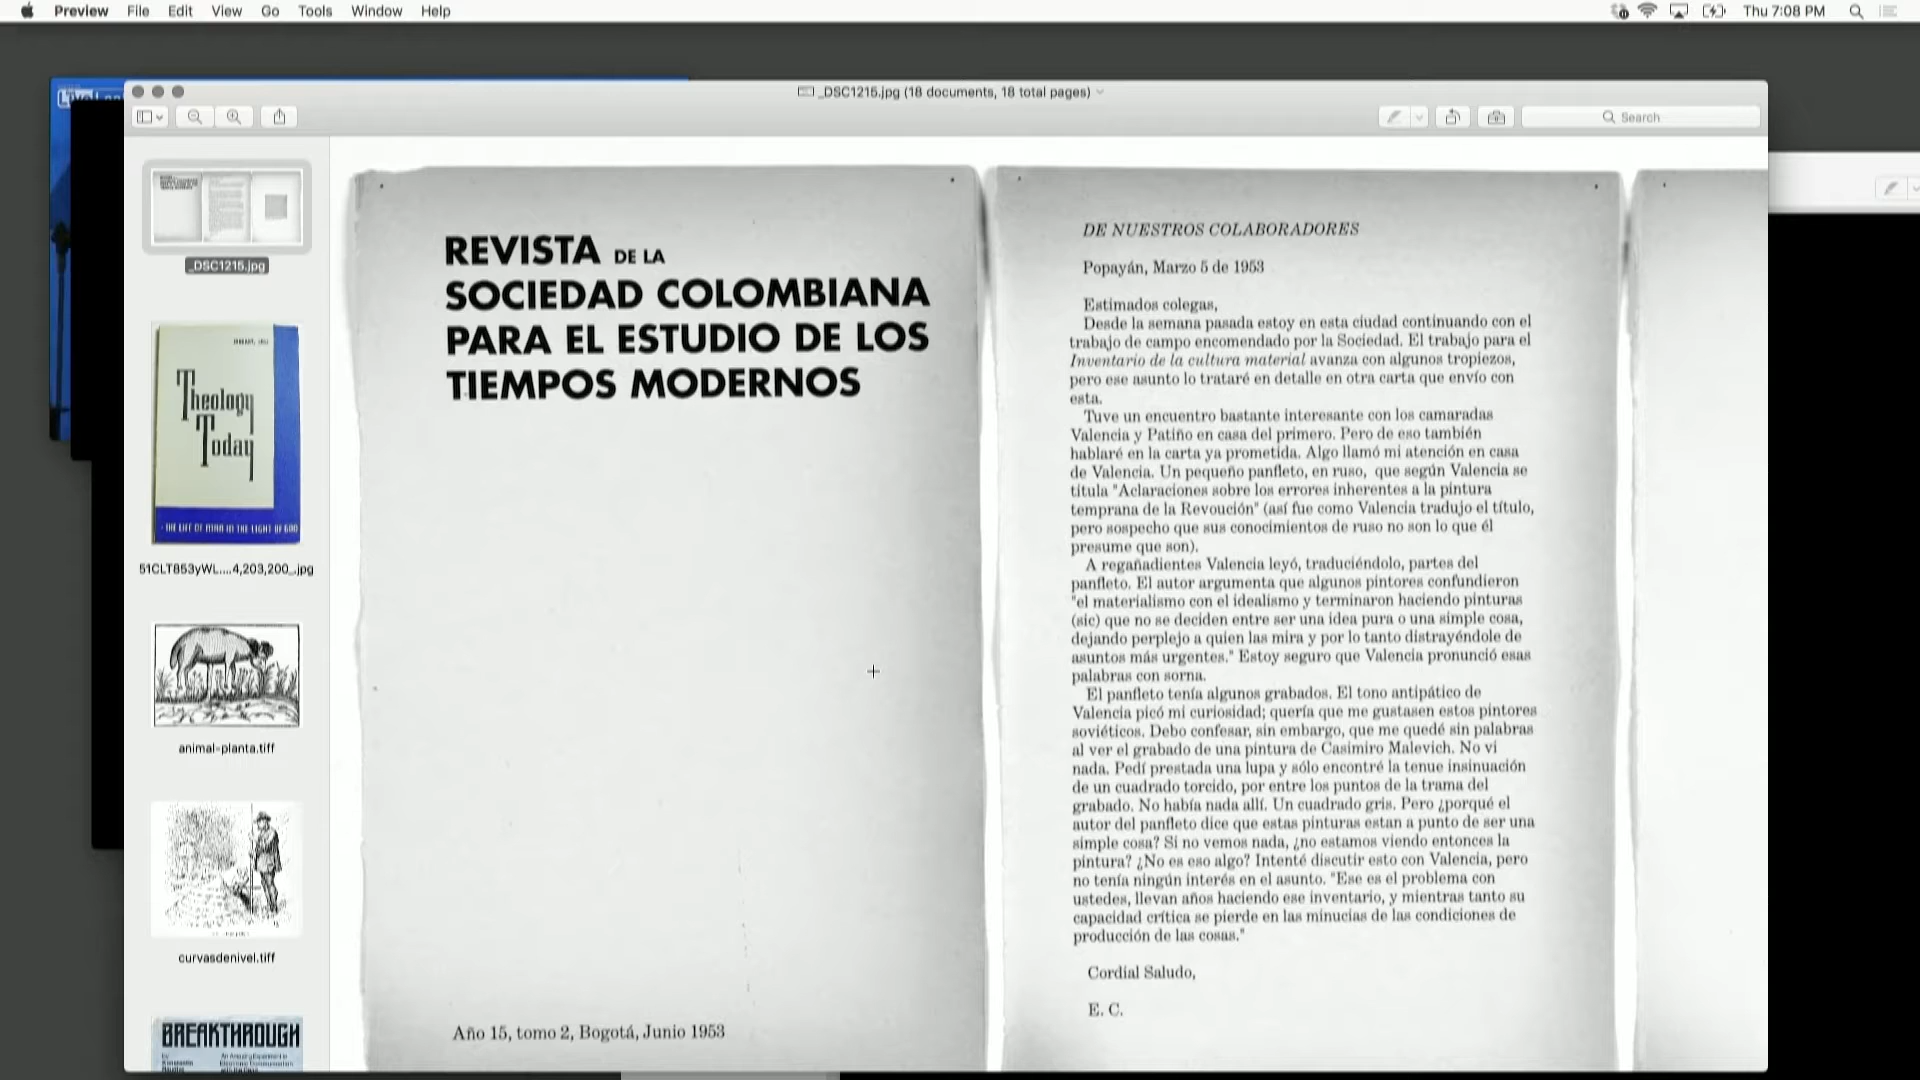 Preview File Edit View Go Tools Window Help
Thu 7:08 PM
_DSC1215.jpg (18 documents, 18 total pages)
Search
_DSC1215.jpg
Theology
Today
- THE LIFE OF MAN IN THE LIGHT OF GOD
51CLT853yWL....4,203,200_.jpg
animal-planta.tiff
curvasdenivel.tiff
BREAKTHROUGH
REVISTA DE LA
SOCIEDAD COLOMBIANA
PARA EL ESTUDIO DE LOS
TIEMPOS MODERNOS
Año 15, tomo 2, Bogotá, Junio 1953
DE NUESTROS COLABORADORES
Popayán, Marzo 5 de 1953
Estimados colegas,
Desde la semana pasada estoy en esta ciudad continuando con el
trabajo de campo encomendado por la Sociedad. El trabajo para el
Inventario de la cultura material avanza con algunos tropiezos,
pero ese asunto lo trataré en detalle en otra carta que envío con
esta.
Tuve un encuentro bastante interesante con los camaradas
Valencia y Patiño en casa del primero. Pero de eso también
hablaré en la carta ya prometida. Algo llamó mi atención en casa
de Valencia. Un pequeño panfleto, en ruso, que según Valencia se
titula "Aclaraciones sobre los errores inherentes a la pintura
temprana de la Revoución" (así fue como Valencia tradujo el título,
pero sospecho que sus conocimientos de ruso no son lo que él
presume que son).
A regañadientes Valencia leyó, traduciéndolo, partes del
panfleto. El autor argumenta que algunos pintores confundieron
"el materialismo con el idealismo y terminaron haciendo pinturas
(sic) que no se deciden entre ser una idea pura o una simple cosa,
dejando perplejo a quien las mira y por lo tanto distrayéndole de
asuntos más urgentes." Estoy seguro que Valencia pronunció esas
palabras con sorna.
El panfleto tenía algunos grabados. El tono antipático de
Valencia picó mi curiosidad; quería que me gustasen estos pintores
soviéticos. Debo confesar, sin embargo, que me quedé sin palabras
al ver el grabado de una pintura de Casimiro Malevich. No vi
nada. Pedí prestada una lupa y sólo encontré la tenue insinuación
de un cuadrado torcido, por entre los puntos de la trama del
grabado. No había nada allí. Un cuadrado gris. Pero ¿porqué el
autor del panfleto dice que estas pinturas estan a punto de ser una
simple cosa? Si no vemos nada, ¿no estamos viendo entonces la
pintura? ¿No es eso algo? Intenté discutir esto con Valencia, pero
no tenía ningún interés en el asunto. "Ese es el problema con
ustedes, llevan años haciendo ese inventario, y mientras tanto su
capacidad crítica se pierde en las minucias de las condiciones de
producción de las cosas."
Cordial Saludo,
E. C.